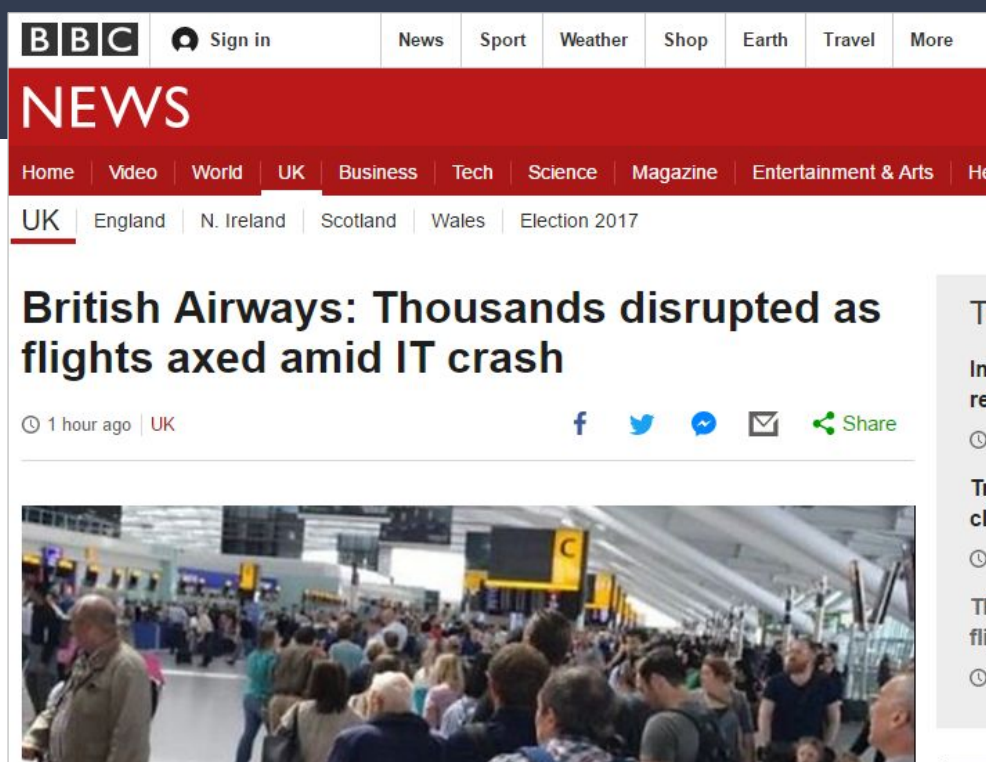 BBC Sign in News Sport Weather Shop Earth Travel More
NEWS
Home Video World UK Business Tech Science Magazine Entertainment & Arts
UK England N. Ireland Scotland Wales Election 2017
British Airways: Thousands disrupted as
flights axed amid IT crash
1 hour ago UK
Share
C